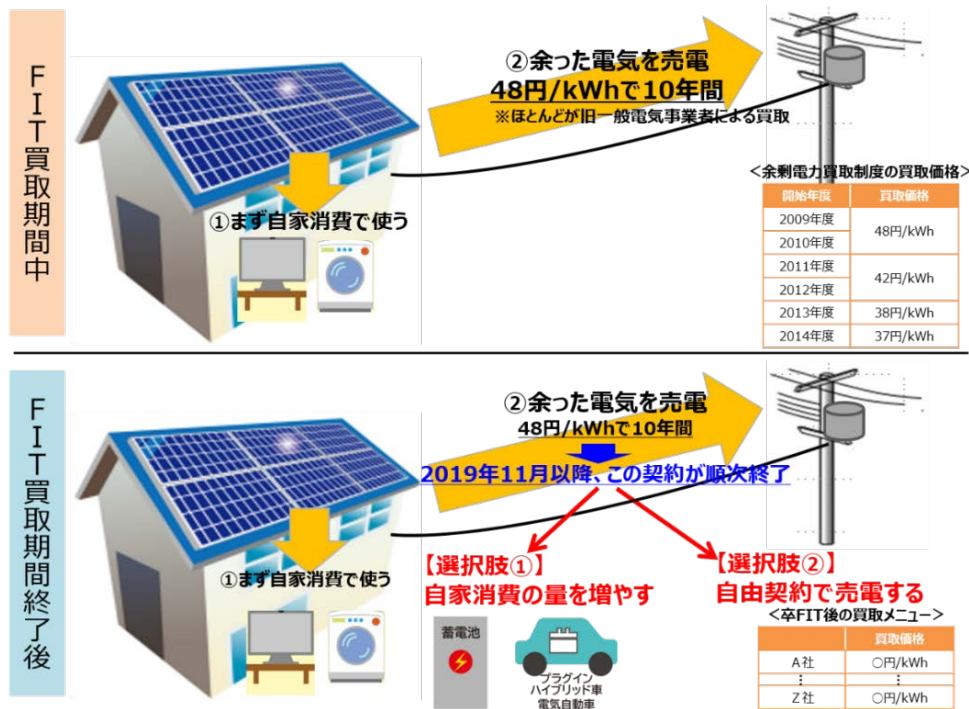 FIT買取期間中
②余った電気を売電
48円/kWhで10年間
※ほとんどが旧一般電気事業者による買取
①まず自家消費で使う
<余剰電力買取制度の買取価格>
開始年度 買取価格
2009年度 48円/kWh
2010年度
2011年度 42円/kWh
2012年度
2013年度 38円/kWh
2014年度 37円/kWh
FIT買取期間終了後
②余った電気を売電
48円/kWhで10年間
2019年11月以降、この契約が順次終了
①まず自家消費で使う
【選択肢①】
自家消費の量を増やす
蓄電池
プラグイン
ハイブリッド車
電気自動車
【選択肢②】
自由契約で売電する
<卒FIT後の買取メニュー>
買取価格
A社 ○円/kWh
⋮ ⋮
Z社 ○円/kWh